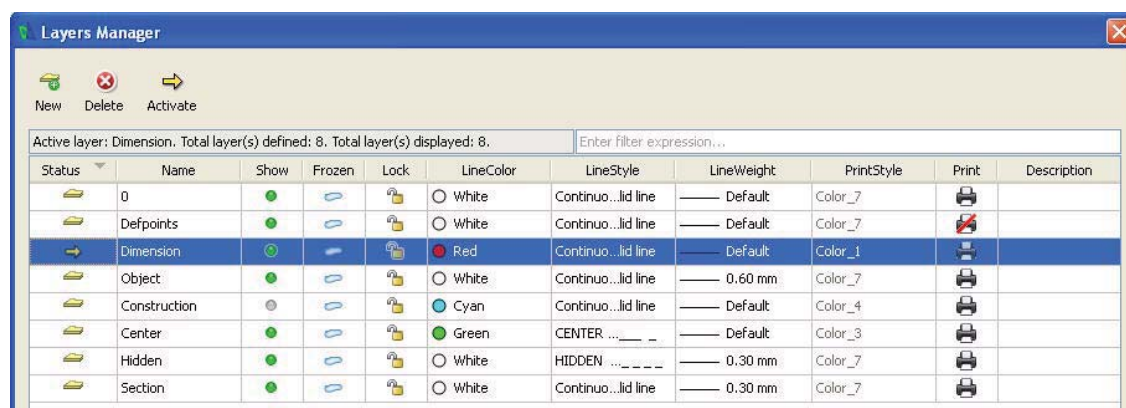 Layers Manager
New Delete Activate
Active layer: Dimension. Total layer(s) defined: 8. Total layer(s) displayed: 8. Enter filter expression...
Status Name Show Frozen Lock LineColor LineStyle LineWeight PrintStyle Print Description
0 White Continuo...lid line Default Color_7
Defpoints White Continuo...lid line Default Color_7
Dimension Red Continuo...lid line Default Color_1
Object White Continuo...lid line 0.60 mm Color_7
Construction Cyan Continuo...lid line Default Color_4
Center Green CENTER ...___ _ Default Color_3
Hidden White HIDDEN ..._ _ _ _ 0.30 mm Color_7
Section White Continuo...lid line 0.30 mm Color_7